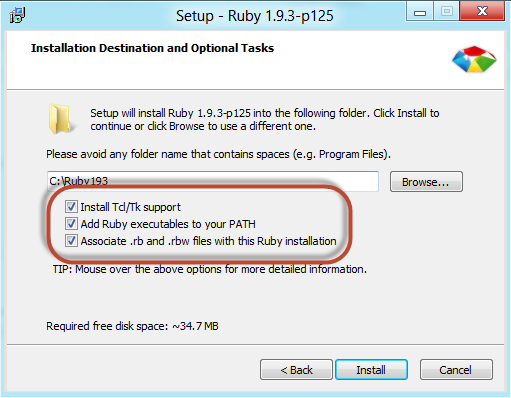 Setup - Ruby 1.9.3-p125
Installation Destination and Optional Tasks
Setup will install Ruby 1.9.3-p125 into the following folder. Click Install to
continue or click Browse to use a different one.
Please avoid any folder name that contains spaces (e.g. Program Files).
C:\Ruby193
Browse...
Install Tcl/Tk support
Add Ruby executables to your PATH
Associate .rb and .rbw files with this Ruby installation
TIP: Mouse over the above options for more detailed information.
Required free disk space: ~34.7 MB
< Back
Install
Cancel